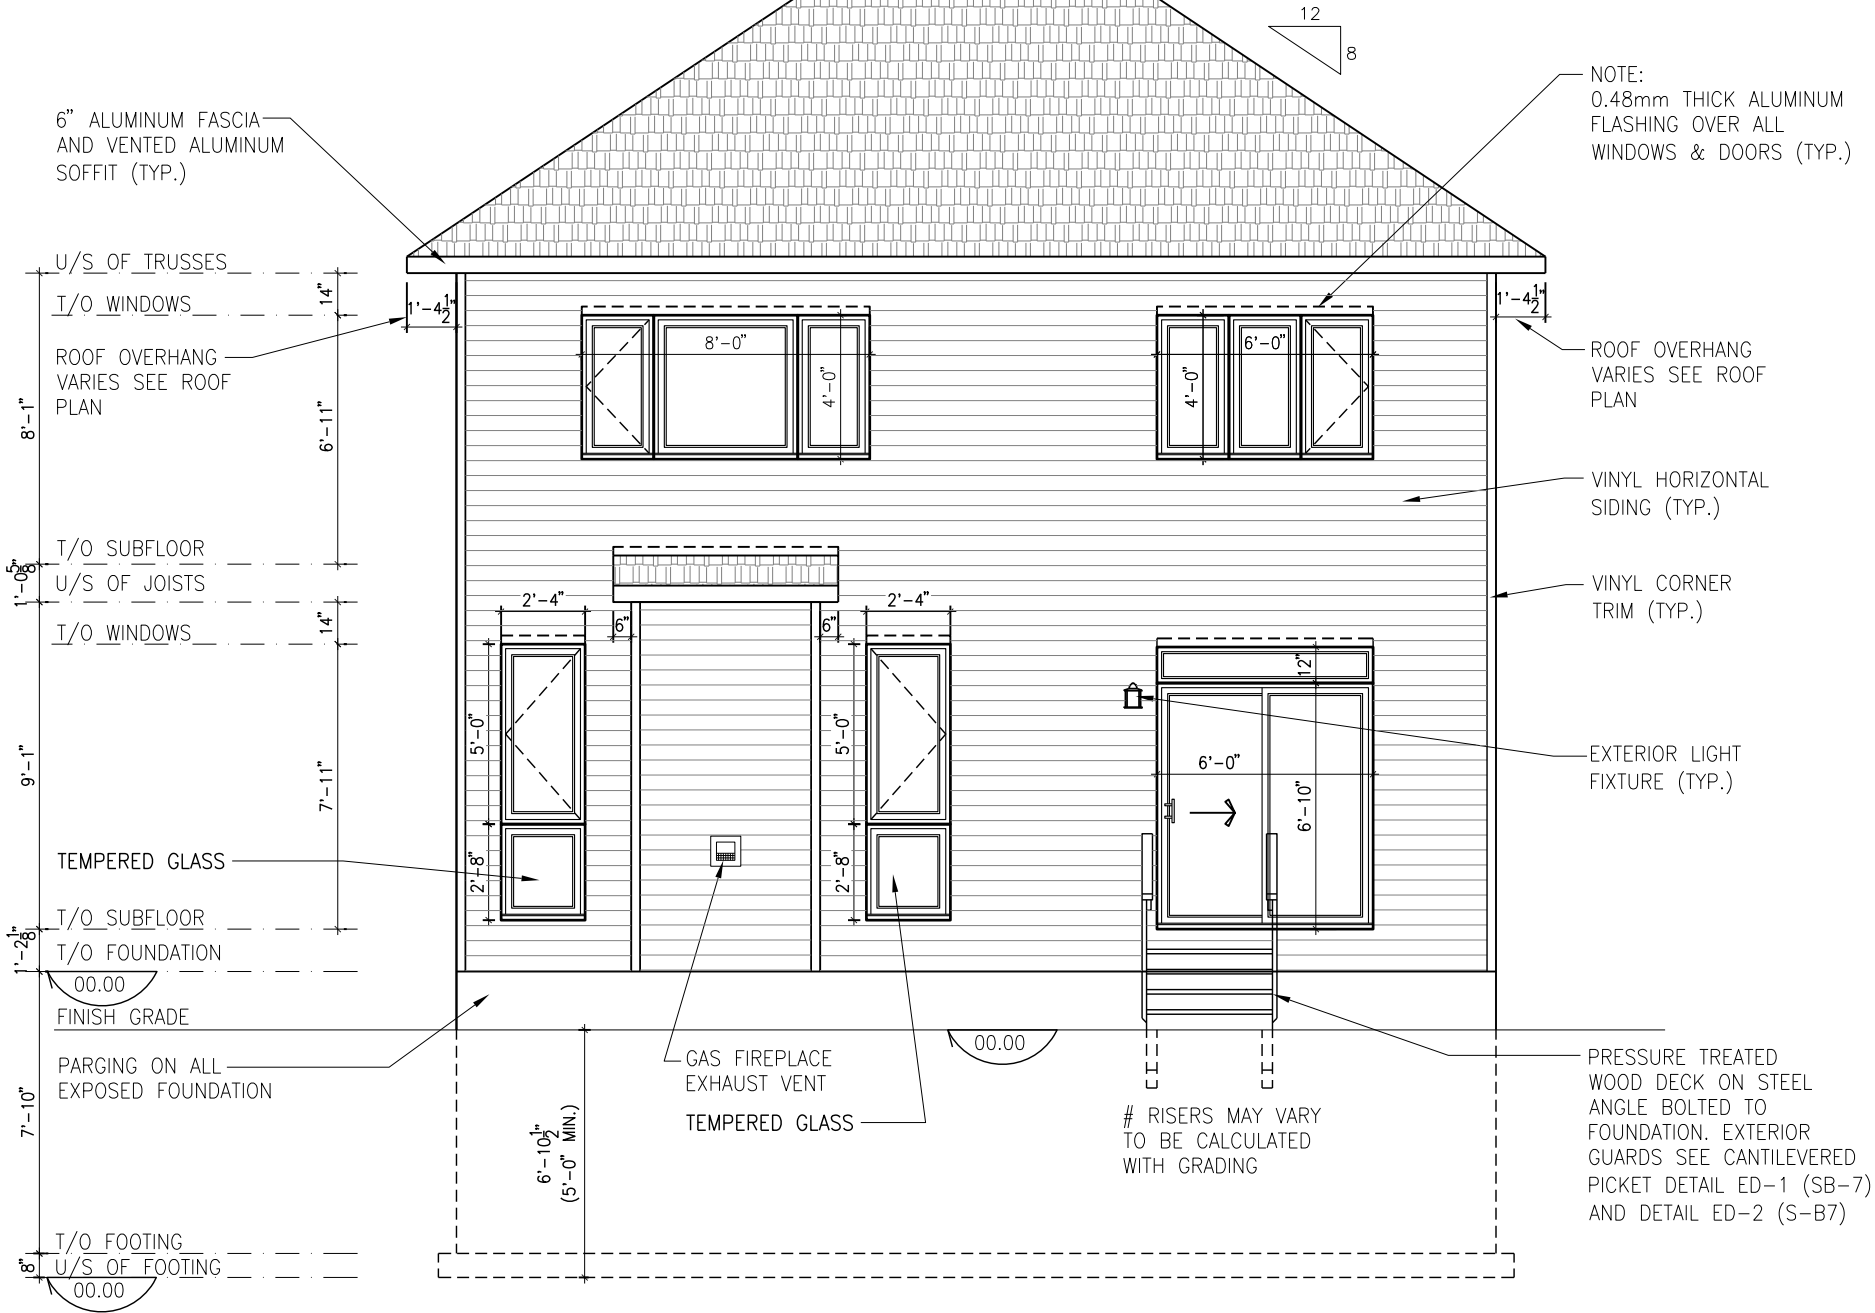 12
8
NOTE:
0.48mm THICK ALUMINUM
FLASHING OVER ALL
WINDOWS & DOORS (TYP.)
6" ALUMINUM FASCIA
AND VENTED ALUMINUM
SOFFIT (TYP.)
U/S OF TRUSSES
T/O WINDOWS
14"
1'-4½"
1'-4½"
ROOF OVERHANG
VARIES SEE ROOF
PLAN
8'-1"
6'-11"
8'-0"
4'-0"
6'-0"
4'-0"
ROOF OVERHANG
VARIES SEE ROOF
PLAN
VINYL HORIZONTAL
SIDING (TYP.)
T/O SUBFLOOR
1'-0⅝"
U/S OF JOISTS
T/O WINDOWS
14"
2'-4"
6"
6"
2'-4"
VINYL CORNER
TRIM (TYP.)
12"
9'-1"
7'-11"
5'-0"
5'-0"
6'-0"
6'-10"
EXTERIOR LIGHT
FIXTURE (TYP.)
TEMPERED GLASS
2'-8"
2'-8"
T/O SUBFLOOR
1'-2⅛"
T/O FOUNDATION
00.00
FINISH GRADE
00.00
PARGING ON ALL
EXPOSED FOUNDATION
GAS FIREPLACE
EXHAUST VENT
TEMPERED GLASS
# RISERS MAY VARY
TO BE CALCULATED
WITH GRADING
PRESSURE TREATED
WOOD DECK ON STEEL
ANGLE BOLTED TO
FOUNDATION. EXTERIOR
GUARDS SEE CANTILEVERED
PICKET DETAIL ED-1 (SB-7)
AND DETAIL ED-2 (S-B7)
7'-10"
6'-10½"
(5'-0" MIN.)
T/O FOOTING
8"
U/S OF FOOTING
00.00